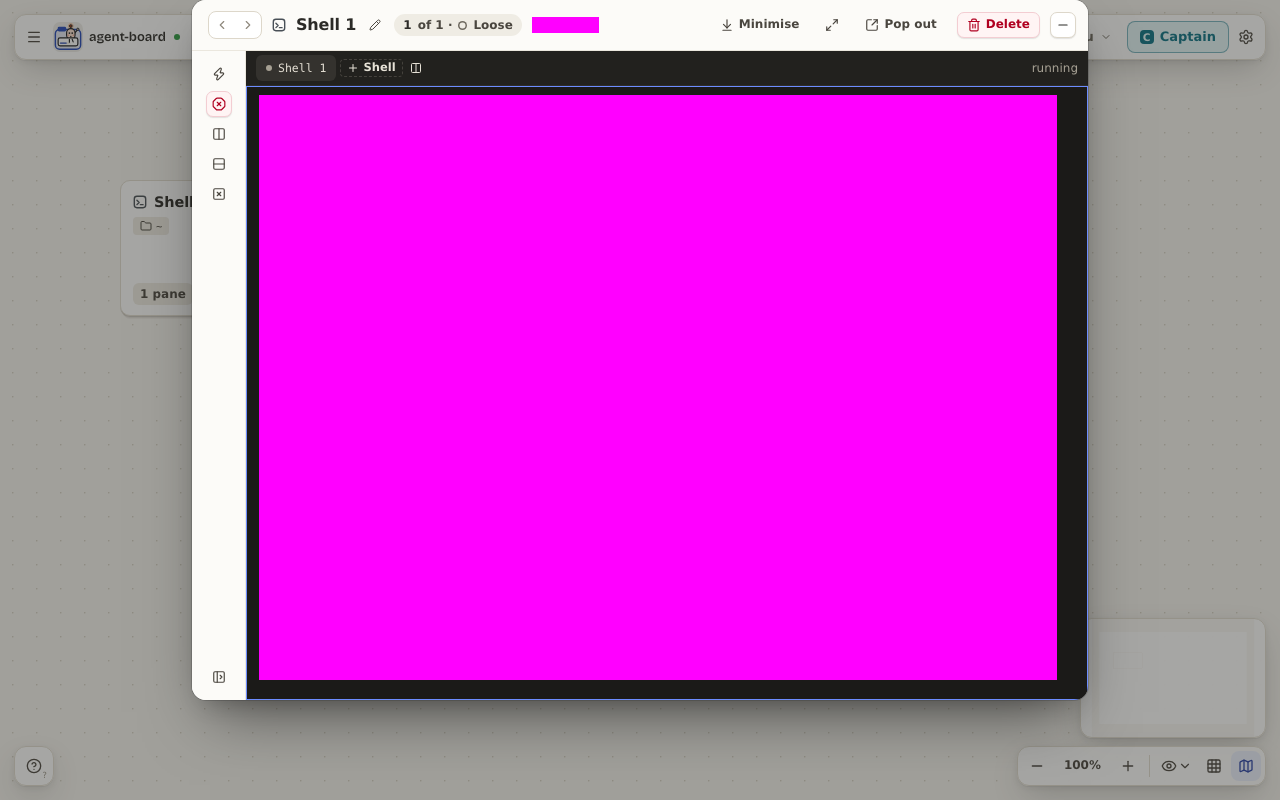 agent-board
Shell 1
1 of 1 · Loose
Minimise
Pop out
Delete
C Captain
Shell 1
+ Shell
running
Shell
~
1 pane
100%
?